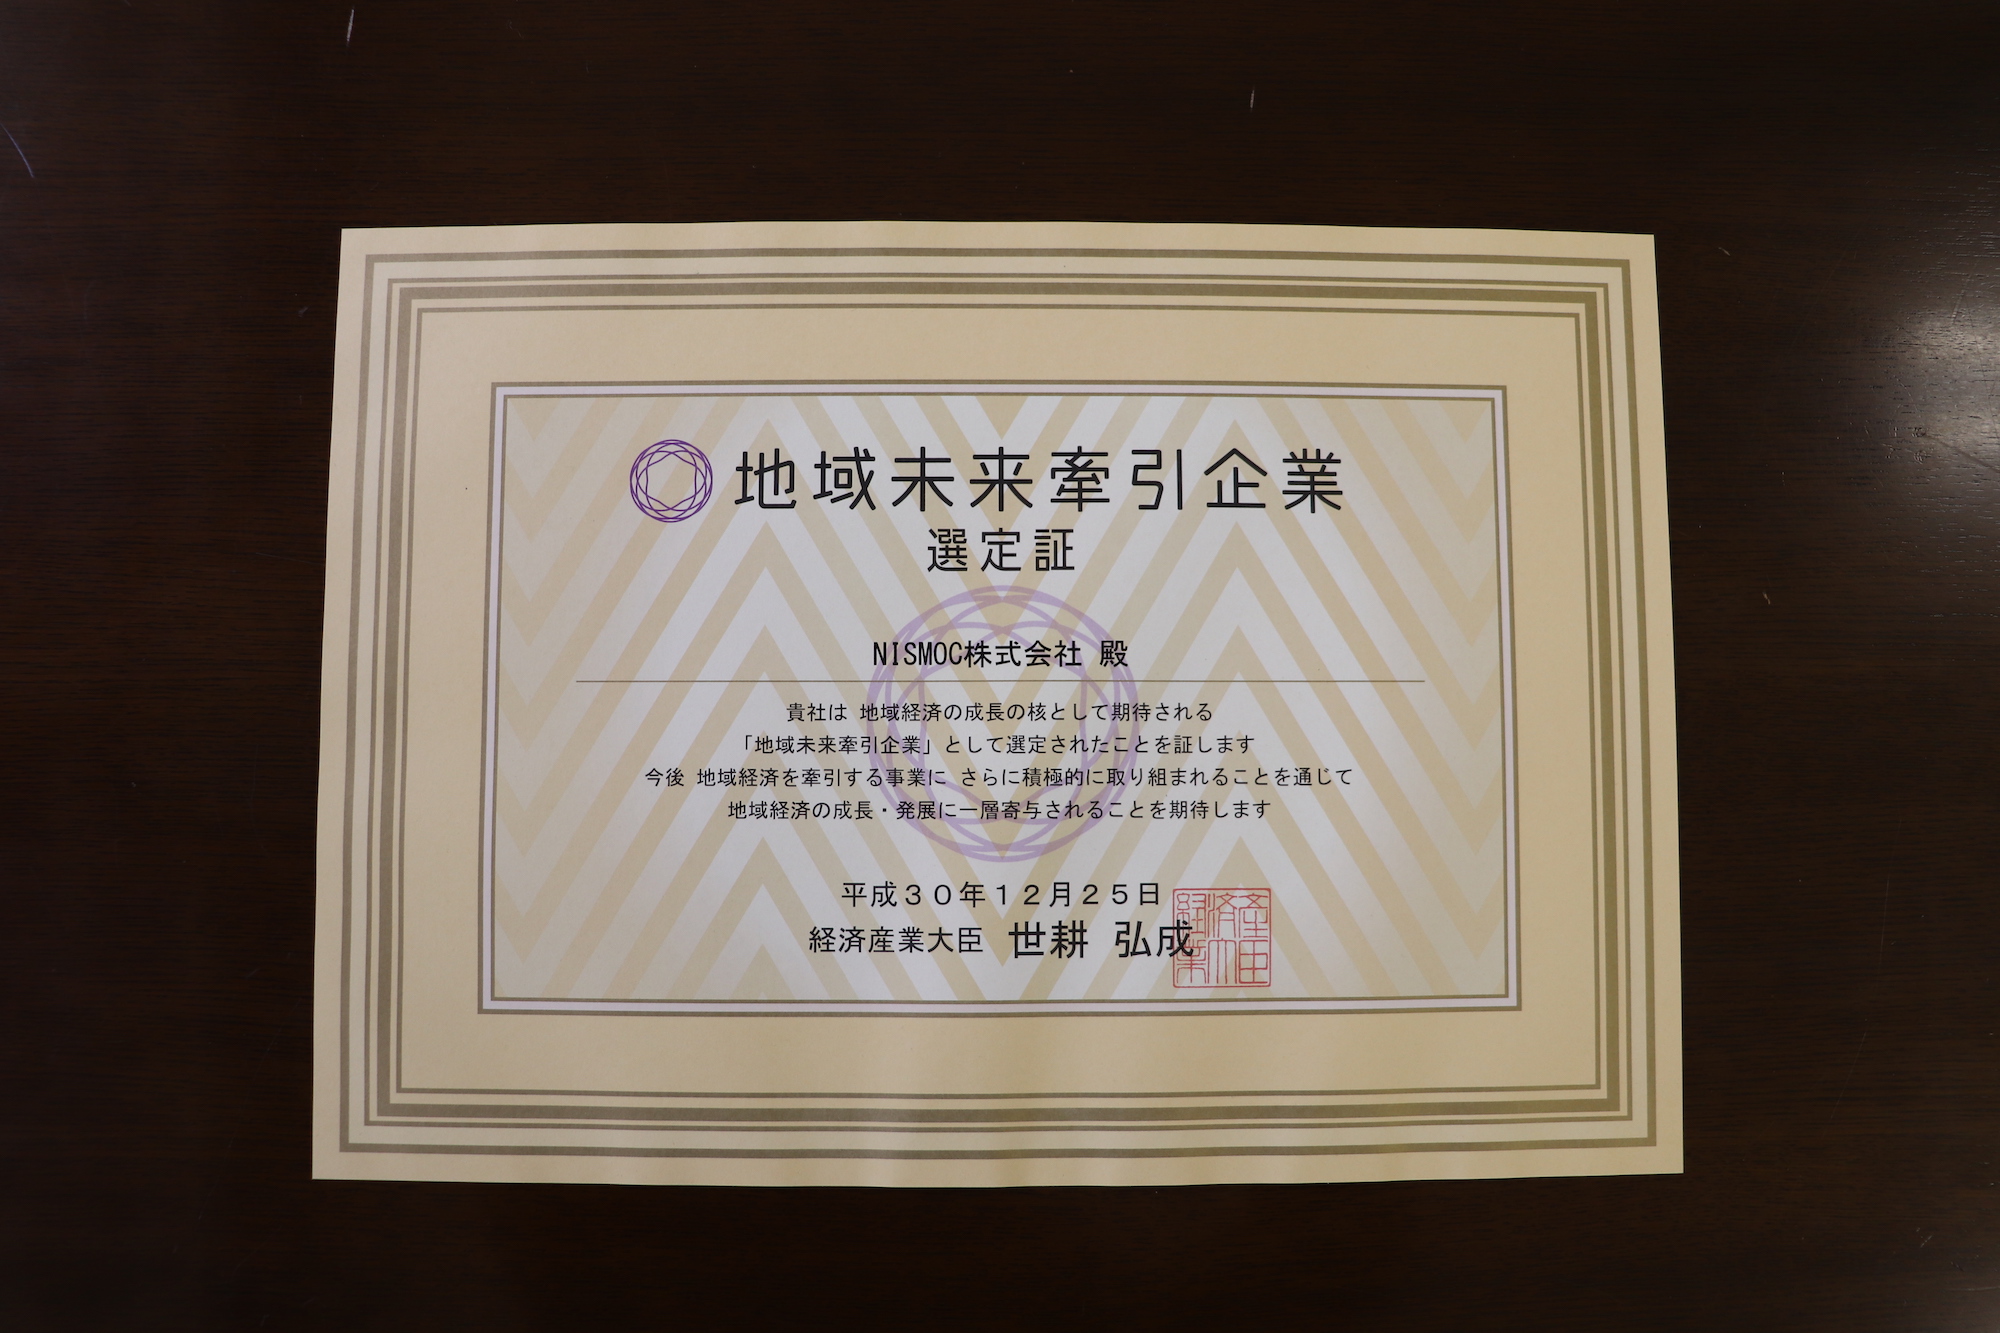 地域未来牽引企業
選定証
NISMOC株式会社 殿
貴社は 地域経済の成長の核として期待される
「地域未来牽引企業」として選定されたことを証します
今後 地域経済を牽引する事業に さらに積極的に取り組まれることを通じて
地域経済の成長・発展に一層寄与されることを期待します
平成３０年１２月２５日
経済産業大臣 世耕 弘成